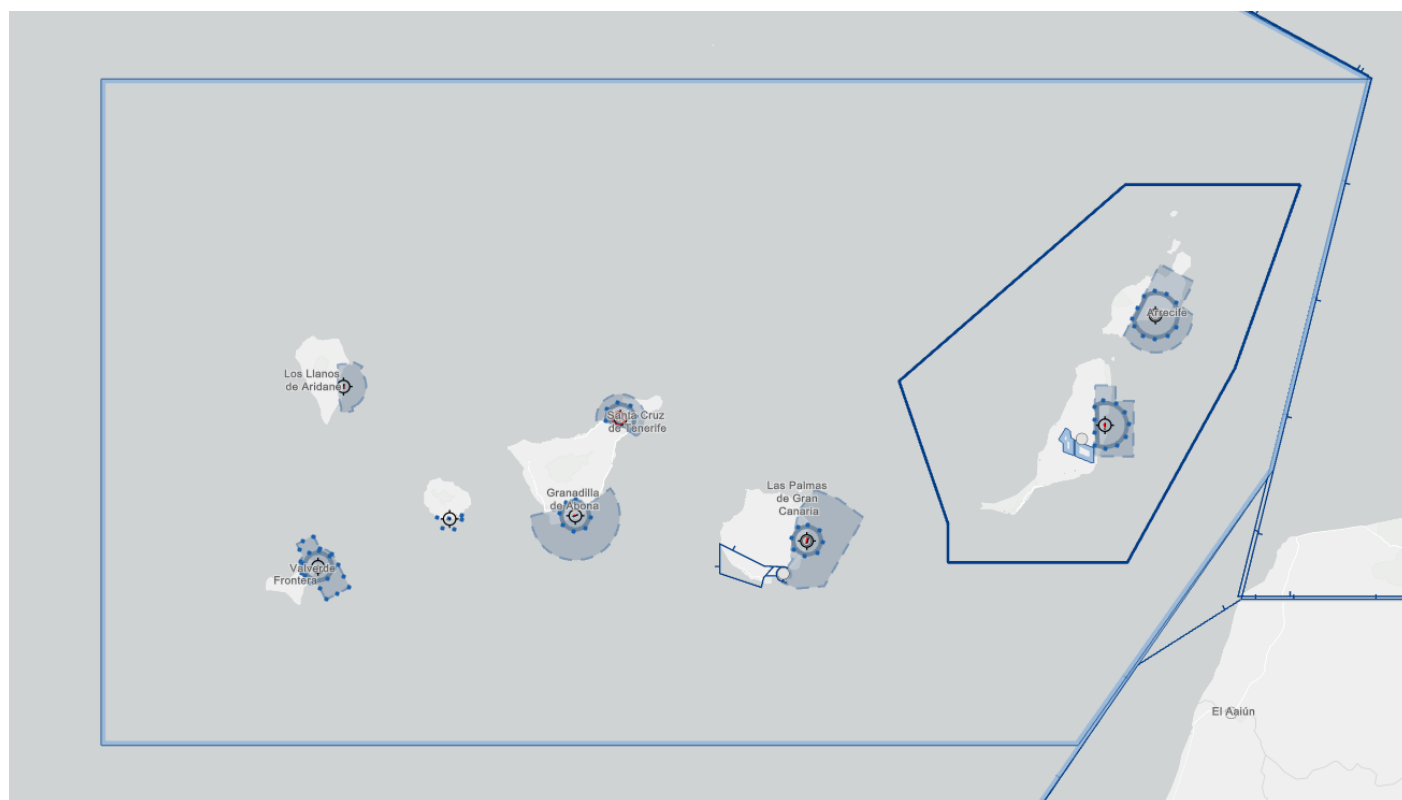 Arrecife
Los Llanos
de Aridane
Santa Cruz
de Tenerife
Las Palmas
de Gran
Canaria
Granadilla
de Abona
Valverde
Frontera
El Aaiún